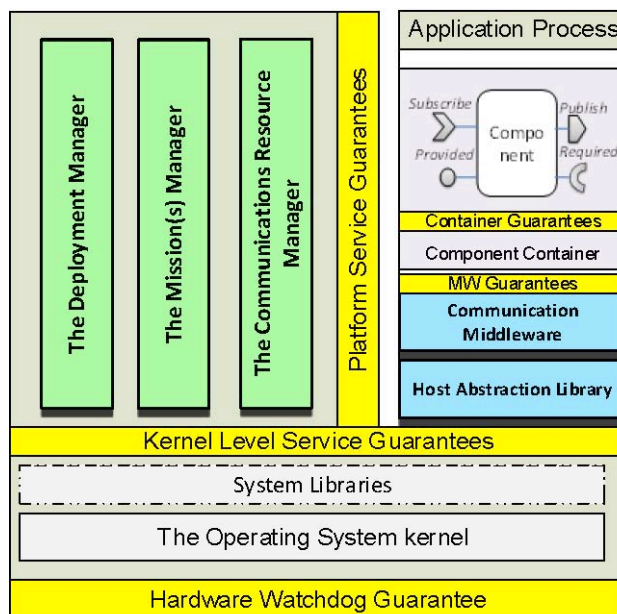 The Deployment Manager
The Mission(s) Manager
The Communications Resource
Manager
Platform Service Guarantees
Application Process
Subscribe
Publish
Compo
nent
Provided
Required
Container Guarantees
Component Container
MW Guarantees
Communication
Middleware
Host Abstraction Library
Kernel Level Service Guarantees
System Libraries
The Operating System kernel
Hardware Watchdog Guarantee